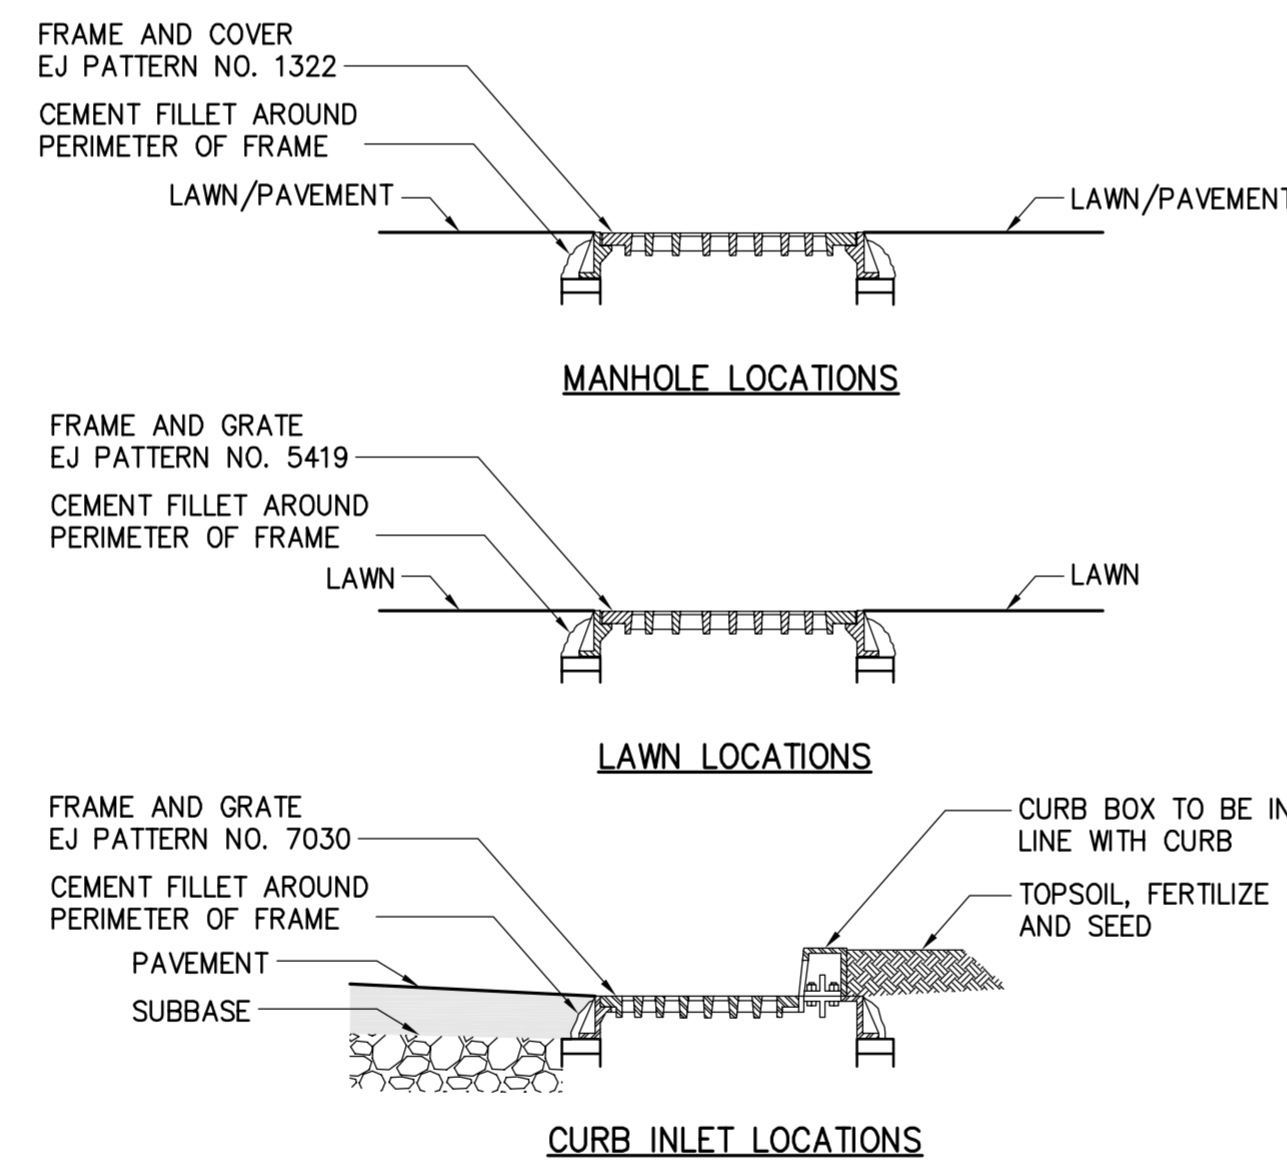 FRAME AND COVER
EJ PATTERN NO. 1322
CEMENT FILLET AROUND
PERIMETER OF FRAME
LAWN/PAVEMENT
LAWN/PAVEMENT
MANHOLE LOCATIONS
FRAME AND GRATE
EJ PATTERN NO. 5419
CEMENT FILLET AROUND
PERIMETER OF FRAME
LAWN
LAWN
LAWN LOCATIONS
FRAME AND GRATE
EJ PATTERN NO. 7030
CEMENT FILLET AROUND
PERIMETER OF FRAME
PAVEMENT
SUBBASE
CURB BOX TO BE IN
LINE WITH CURB
TOPSOIL, FERTILIZE
AND SEED
CURB INLET LOCATIONS